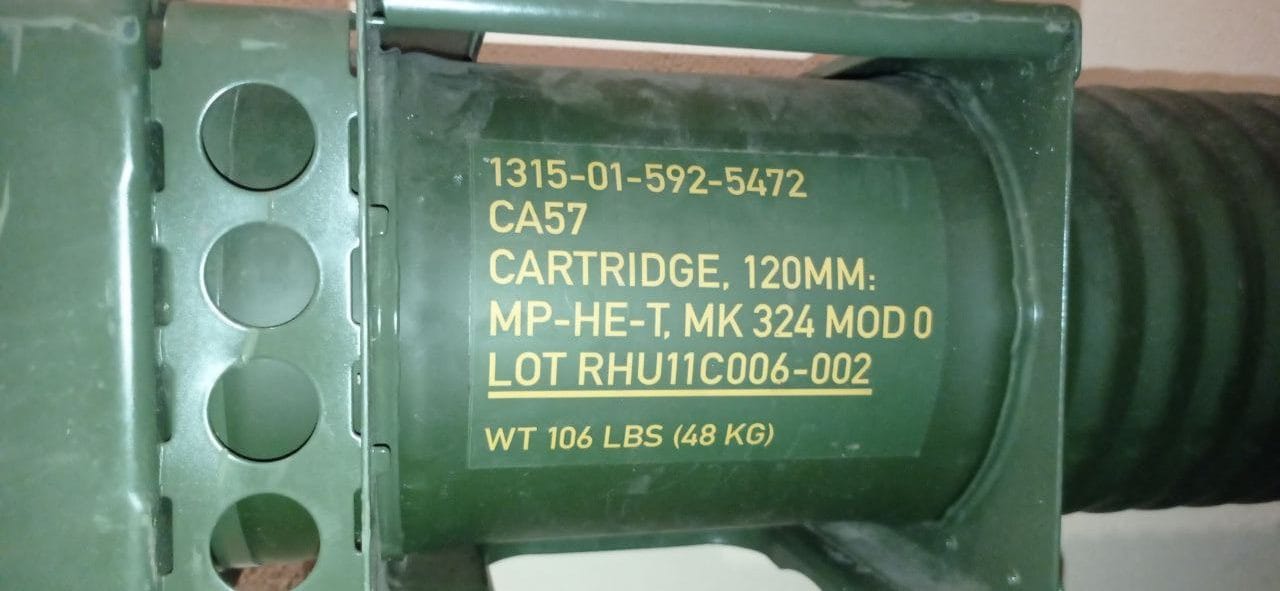 1315-01-592-5472
CA57
CARTRIDGE, 120MM:
MP-HE-T, MK 324 MOD 0
LOT RHU11C006-002
WT 106 LBS (48 KG)